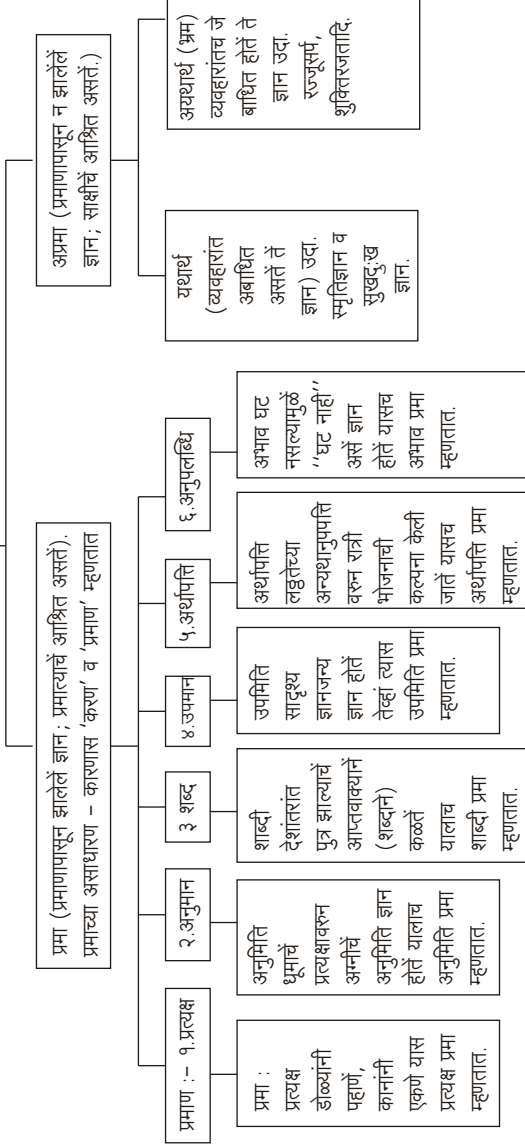 प्रमा (प्रमाणापासून झालेलें ज्ञान; प्रमात्याचें आश्रित असतें).
प्रमाच्या असाधारण – कारणास 'करण' व 'प्रमाण' म्हणतात
अप्रमा (प्रमाणापासून न झालेलें
ज्ञान; साक्षीचें आश्रित असतें.)
प्रमाण :– १.प्रत्यक्ष
२.अनुमान
३ शब्द
४.उपमान
५.अर्थापत्ति
६.अनुपलब्धि
प्रमा :
प्रत्यक्ष
डोळ्यांनी
पहाणें,
कानांनी
एकणे यास
प्रत्यक्ष प्रमा
म्हणतात.
अनुमिति
धूमाचें
प्रत्यक्षावरुन
अग्नीचें
अनुमिति ज्ञान
होतें यालाच
अनुमिति प्रमा
म्हणतात.
शाब्दी
देशांतरांत
पुत्र झाल्याचें
आप्तवाक्यानें
(शब्दाने)
कळतें
यालाच
शाब्दी प्रमा
म्हणतात.
उपमिति
सादृश्य
ज्ञानजन्य
ज्ञान होतें
तेव्हां त्यास
उपमिति प्रमा
म्हणतात.
अर्थापत्ति
लठ्ठतेच्या
अन्यथानुपपत्ति
वरुन रात्री
भोजनाची
कल्पना केली
जातें यासच
अर्थापत्ति प्रमा
म्हणतात.
अभाव घट
नसल्यामुळें
''घट नाही''
असें ज्ञान
होतें यासच
अभाव प्रमा
म्हणतात.
यथार्थ
(व्यवहारांत
अबाधित
असतें तें
ज्ञान) उदा.
स्मृतिज्ञान व
सुखदु:ख
ज्ञान.
अयथार्थ (भ्रम)
व्यवहारांतच जें
बाधित होतें तें
ज्ञान उदा.
रज्जूसर्प,
शुक्तिरजतादि.